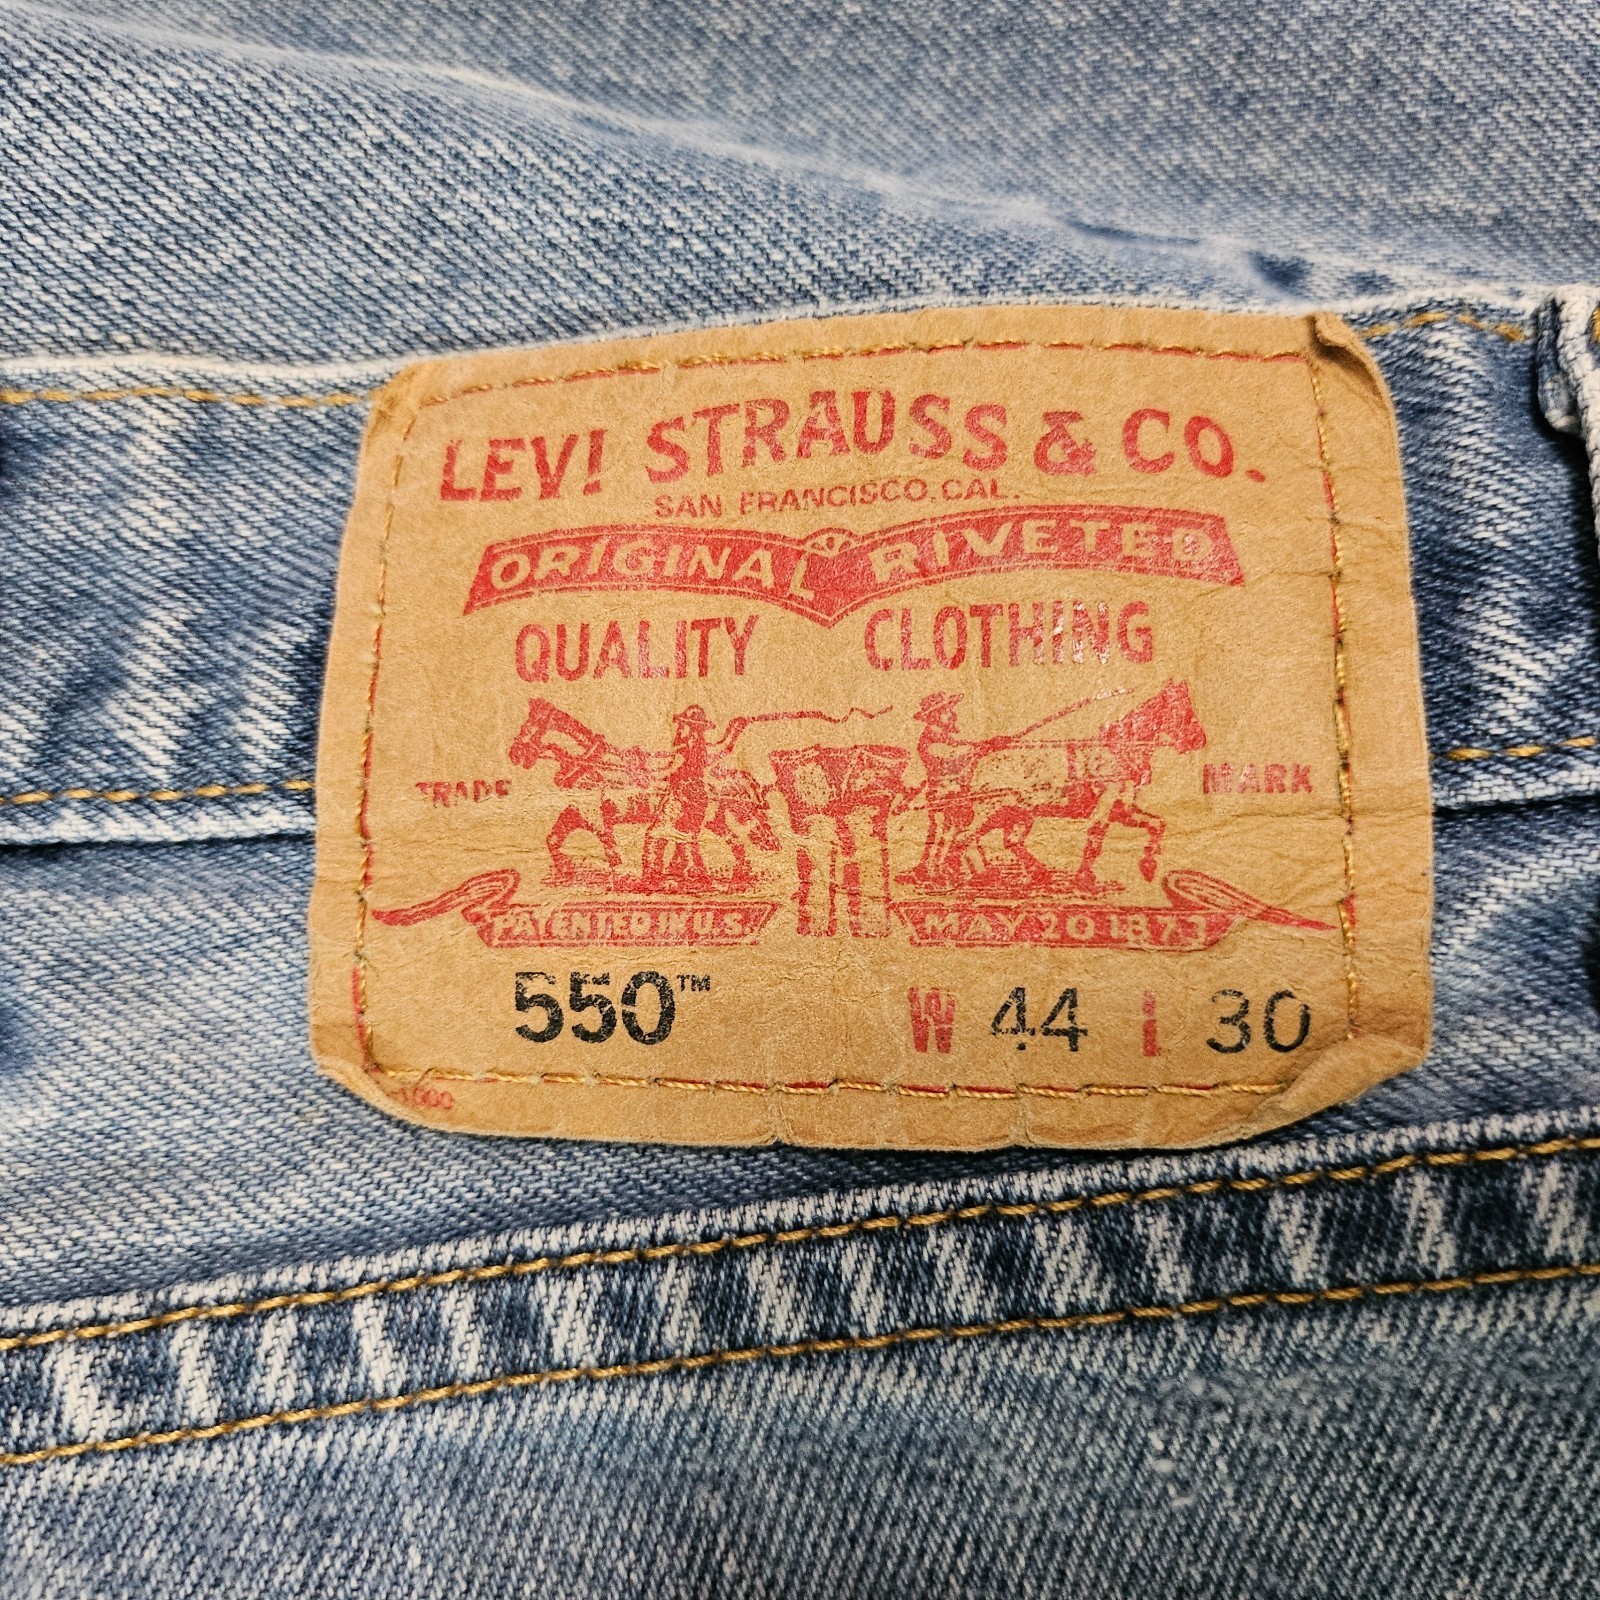 LEVI STRAUSS & CO.
SAN FRANCISCO, CAL.
ORIGINAL RIVETED
QUALITY CLOTHING
TRADE MARK
PATENTED IN U.S. MAY 20 1873
550™ W 44 L 30